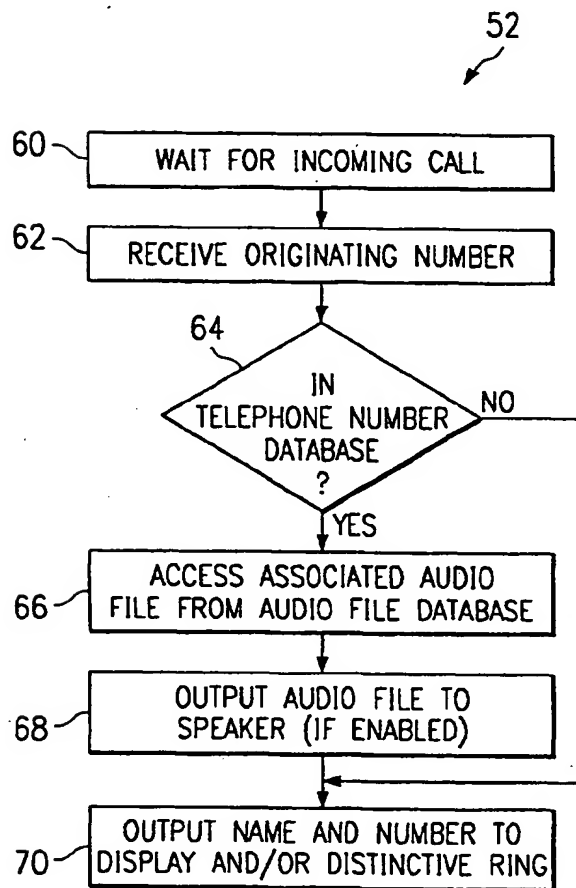 52
60
WAIT FOR INCOMING CALL
62
RECEIVE ORIGINATING NUMBER
64
IN
TELEPHONE NUMBER
DATABASE
?
NO
YES
66
ACCESS ASSOCIATED AUDIO
FILE FROM AUDIO FILE DATABASE
68
OUTPUT AUDIO FILE TO
SPEAKER (IF ENABLED)
70
OUTPUT NAME AND NUMBER TO
DISPLAY AND/OR DISTINCTIVE RING